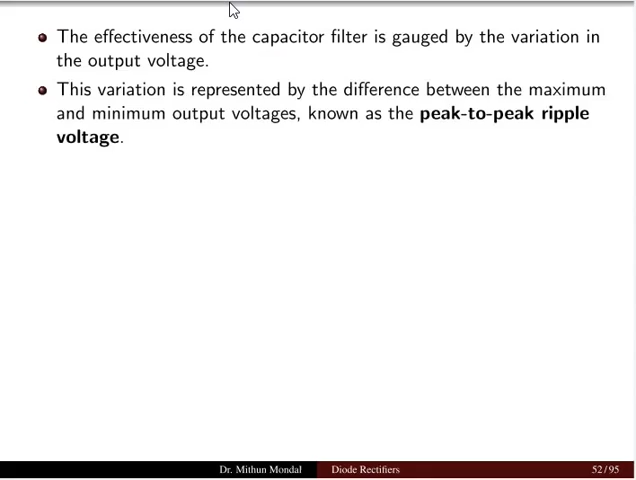 The effectiveness of the capacitor filter is gauged by the variation in
the output voltage.
This variation is represented by the difference between the maximum
and minimum output voltages, known as the peak-to-peak ripple
voltage.
Dr. Mithun Mondal Diode Rectifiers 52/95